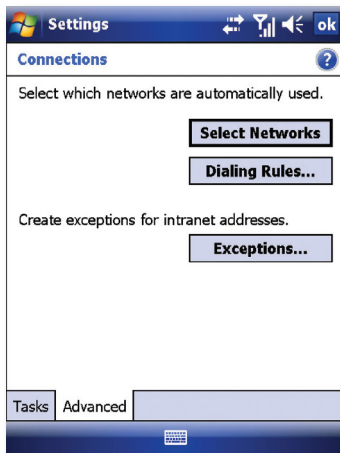 Settings
ok
Connections
?
Select which networks are automatically used.
Select Networks
Dialing Rules...
Create exceptions for intranet addresses.
Exceptions...
Tasks Advanced